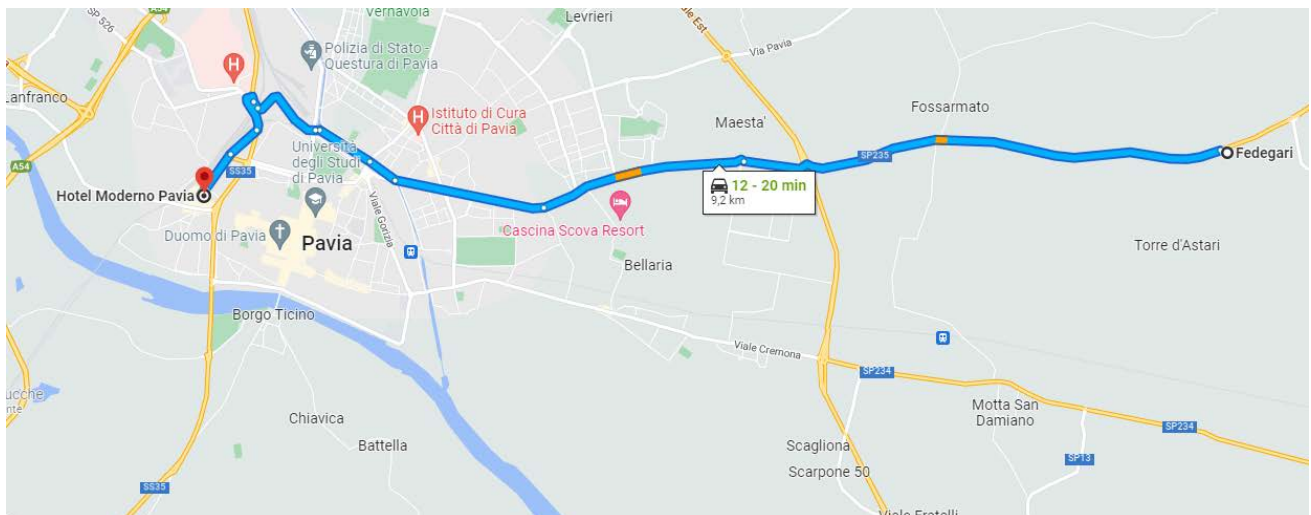 Vernavola
Levrieri
SP 526
Polizia di Stato -
Questura di Pavia
Via Pavia
H
Lanfranco
Fossarmato
H
Istituto di Cura
Città di Pavia
Maesta'
A54
Università
degli Studi
di Pavia
SP235
Fedegari
SS35
12 - 20 min
9,2 km
Hotel Moderno Pavia
Viale Gorizia
Cascina Scova Resort
Duomo di Pavia
Pavia
Torre d'Astari
Bellaria
Borgo Ticino
Viale Cremona
SP234
Motta San
Damiano
Chiavica
SP234
Battella
Scagliona
SP13
Scarpone 50
SS35